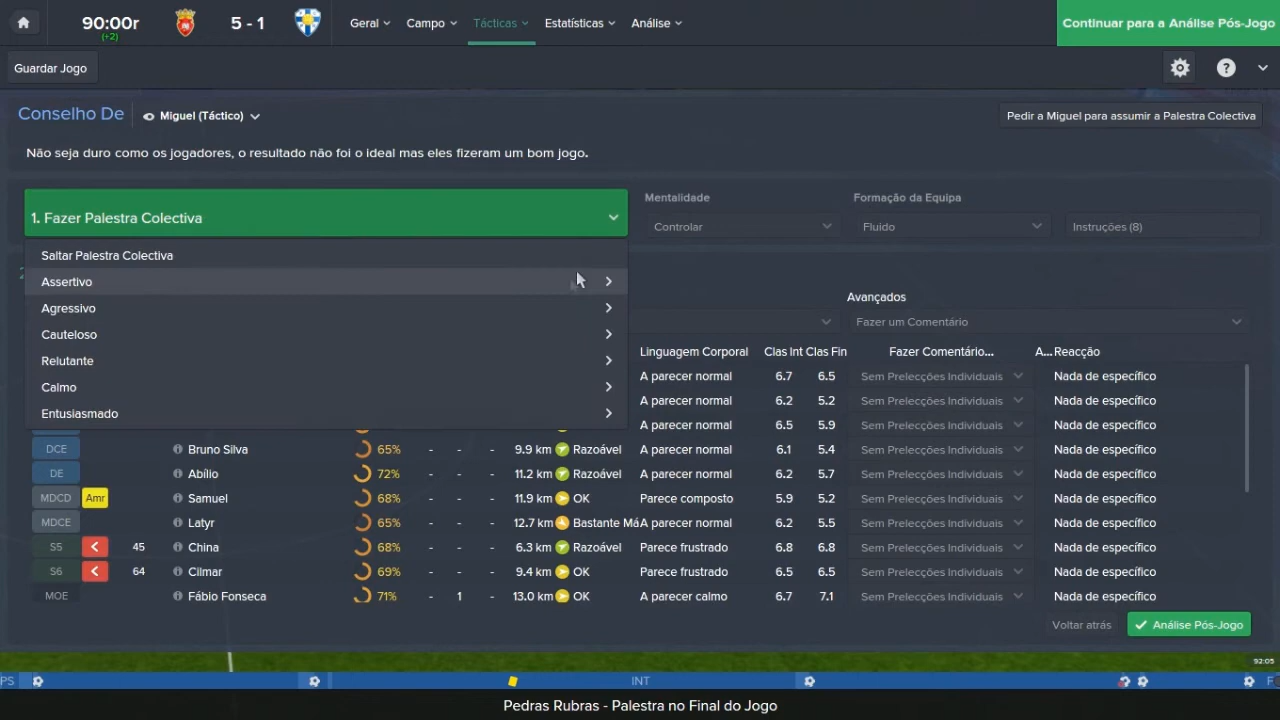 90:00r
(+2)
5 - 1
Geral
Campo
Tácticas
Estatísticas
Análise
Continuar para a Análise Pós-Jogo
Guardar Jogo
?
Conselho De
Miguel (Táctico)
Pedir a Miguel para assumir a Palestra Colectiva
Não seja duro como os jogadores, o resultado não foi o ideal mas eles fizeram um bom jogo.
1. Fazer Palestra Colectiva
Mentalidade
Formação da Equipa
Controlar
Fluído
Instruções (8)
Saltar Palestra Colectiva
Assertivo
Agressivo
Cauteloso
Relutante
Calmo
Entusiasmado
Avançados
Fazer um Comentário
Linguagem Corporal Clas Int Clas Fin Fazer Comentário... A... Reacção
A parecer normal 6.7 6.5 Sem Prelecções Individuais Nada de específico
A parecer normal 6.2 5.2 Sem Prelecções Individuais Nada de específico
A parecer normal 6.5 5.9 Sem Prelecções Individuais Nada de específico
DCE Bruno Silva 65% - - - 9.9 km Razoável A parecer normal 6.1 5.4 Sem Prelecções Individuais Nada de específico
DE Abílio 72% - - - 11.2 km Razoável A parecer normal 6.2 5.7 Sem Prelecções Individuais Nada de específico
MDCD Amr Samuel 68% - - - 11.9 km OK Parece composto 5.9 5.2 Sem Prelecções Individuais Nada de específico
MDCE Latyr 65% - - - 12.7 km Bastante Má A parecer normal 6.2 5.5 Sem Prelecções Individuais Nada de específico
S5 45 China 68% - - - 6.3 km Razoável Parece frustrado 6.8 6.8 Sem Prelecções Individuais Nada de específico
S6 64 Cilmar 69% - - - 9.4 km OK Parece frustrado 6.5 6.5 Sem Prelecções Individuais Nada de específico
MOE Fábio Fonseca 71% - 1 - 13.0 km OK A parecer calmo 6.7 7.1 Sem Prelecções Individuais Nada de específico
Voltar atrás
Análise Pós-Jogo
92:05
PS INT F
Pedras Rubras - Palestra no Final do Jogo